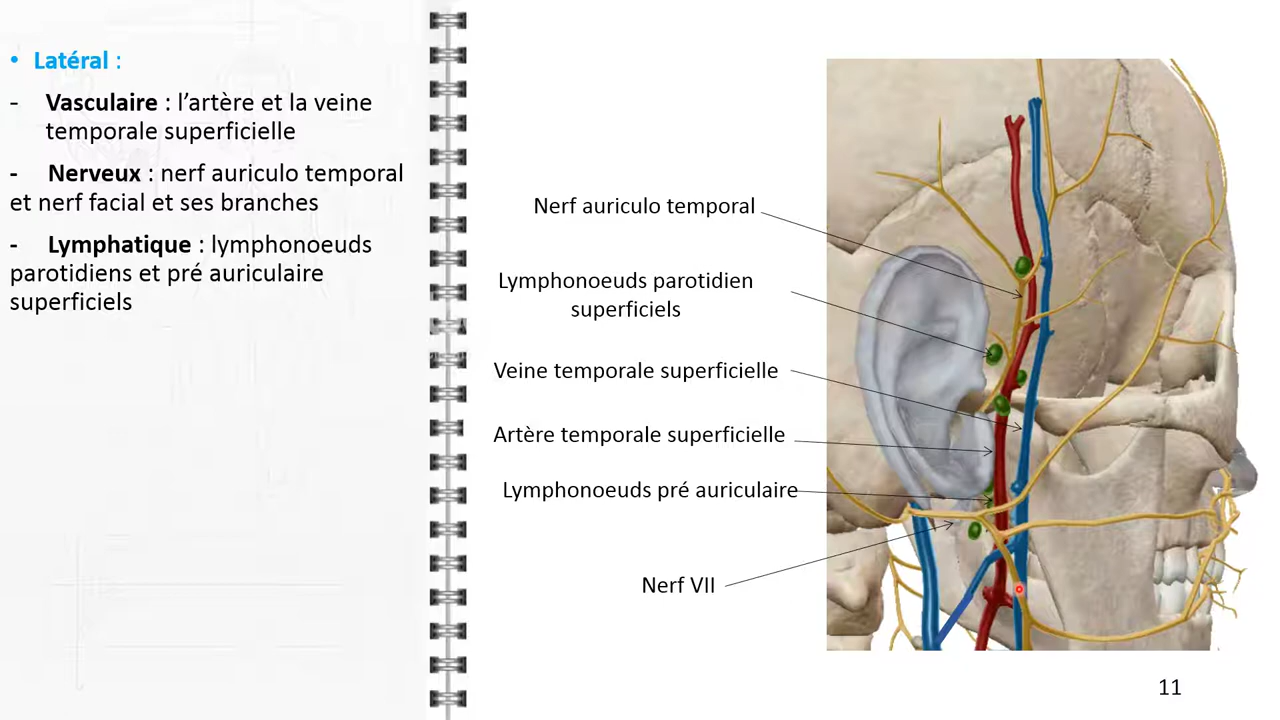 • Latéral :
- Vasculaire : l’artère et la veine
temporale superficielle
- Nerveux : nerf auriculo temporal
et nerf facial et ses branches
- Lymphatique : lymphonoeuds
parotidiens et pré auriculaire
superficiels
Nerf auriculo temporal
Lymphonoeuds parotidien
superficiels
Veine temporale superficielle
Artère temporale superficielle
Lymphonoeuds pré auriculaire
Nerf VII
11